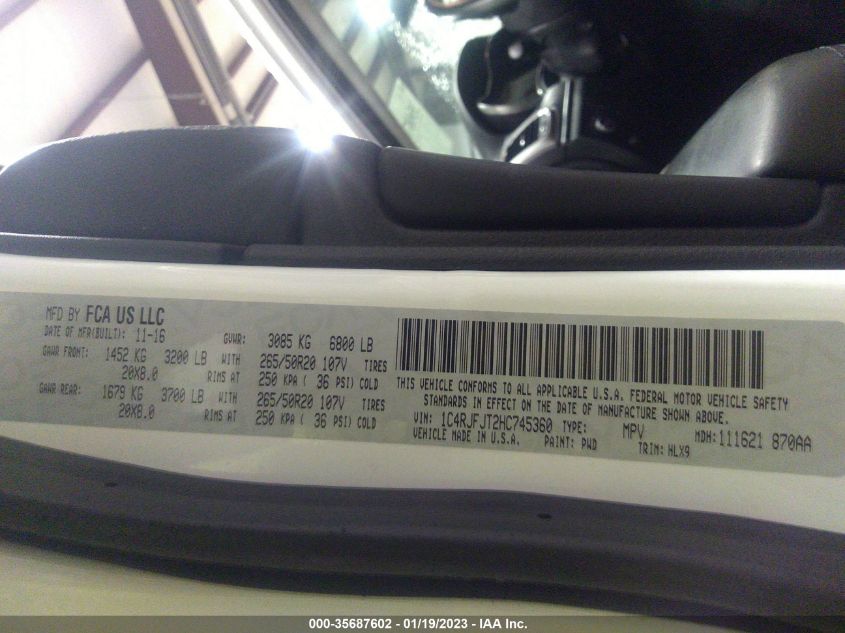 MFD BY FCA US LLC
DATE OF MFR(BUILT): 11-16 GVWR: 3085 KG 6800 LB
GAWR FRONT: 1452 KG 3200 LB WITH 265/50R20 107V TIRES
20X8.0 RIMS AT 250 KPA ( 36 PSI) COLD
GAWR REAR: 1679 KG 3700 LB WITH 265/50R20 107V TIRES
20X8.0 RIMS AT 250 KPA ( 36 PSI) COLD
THIS VEHICLE CONFORMS TO ALL APPLICABLE U.S.A. FEDERAL MOTOR VEHICLE SAFETY
STANDARDS IN EFFECT ON THE DATE OF MANUFACTURE SHOWN ABOVE.
VIN: 1C4RJFJT2HC745360 TYPE: MPV MDH: 111621 870AA
VEHICLE MADE IN U.S.A. PAINT: PWD TRIM: HLX9
000-35687602 - 01/19/2023 - IAA Inc.